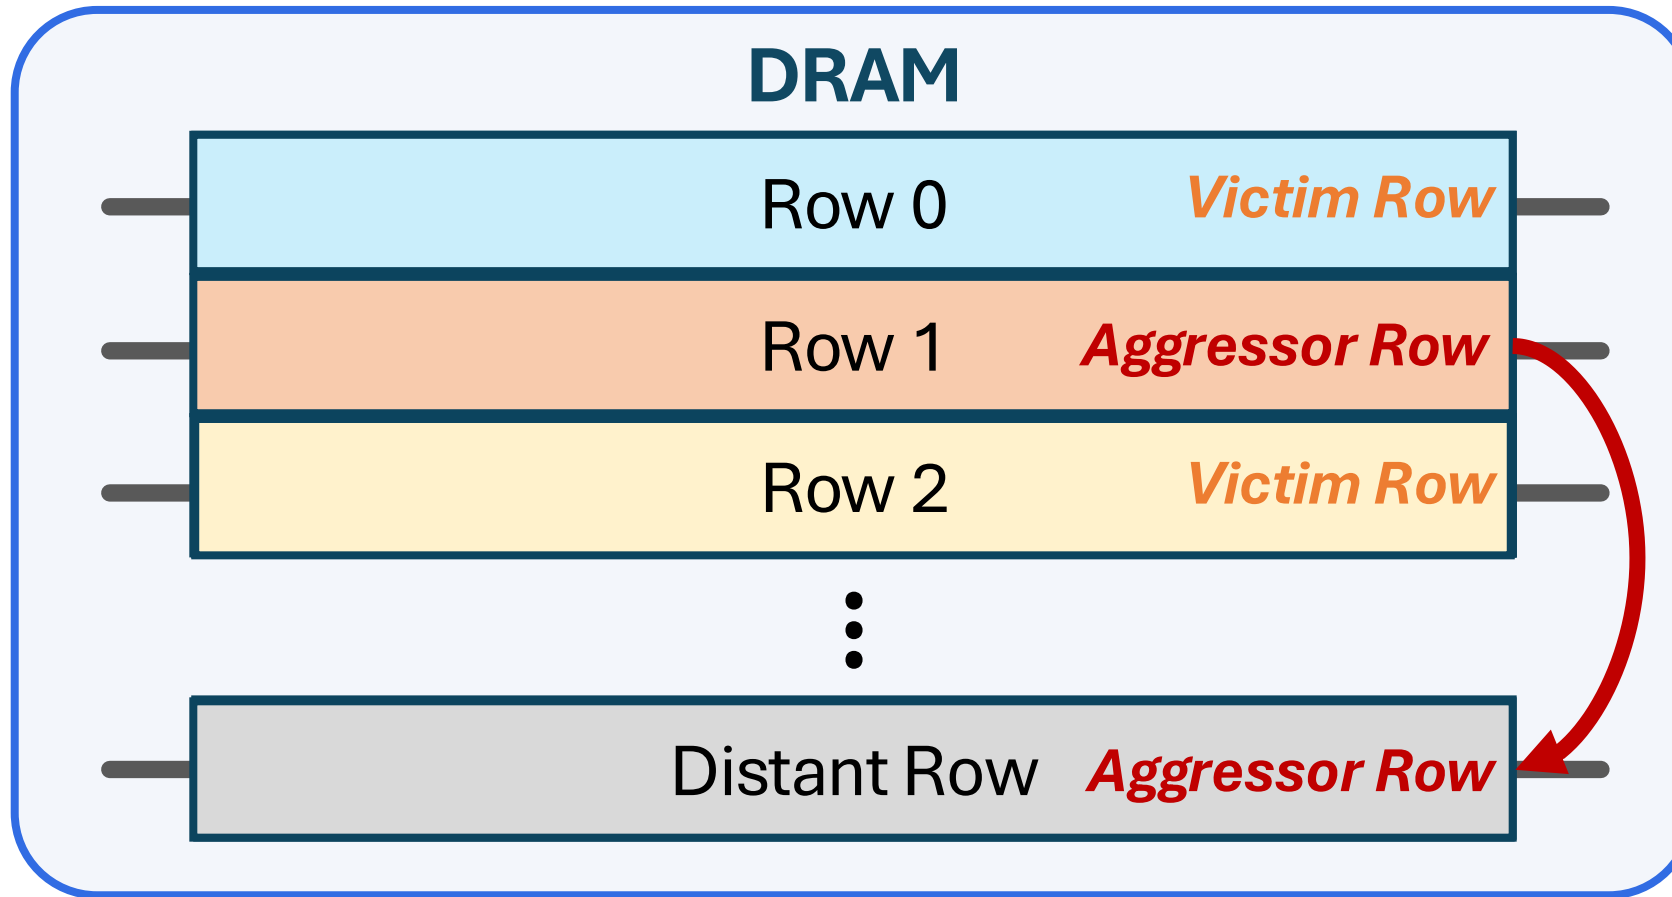 DRAM
Row 0 Victim Row
Row 1 Aggressor Row
Row 2 Victim Row
Distant Row Aggressor Row